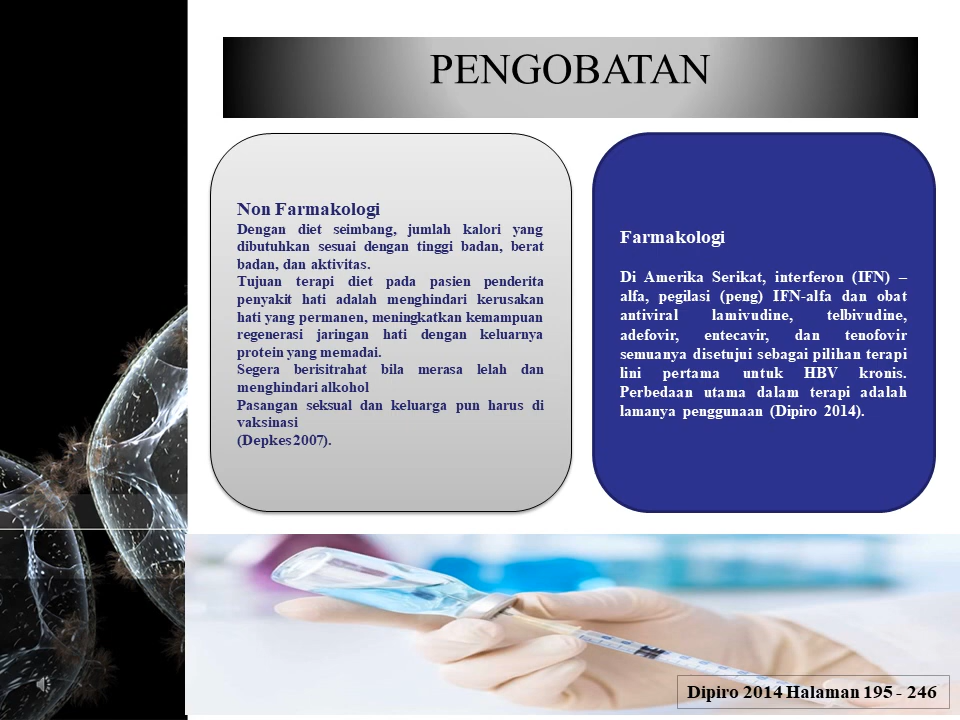 PENGOBATAN
Non Farmakologi
Dengan diet seimbang, jumlah kalori yang
dibutuhkan sesuai dengan tinggi badan, berat
badan, dan aktivitas.
Tujuan terapi diet pada pasien penderita
penyakit hati adalah menghindari kerusakan
hati yang permanen, meningkatkan kemampuan
regenerasi jaringan hati dengan keluarnya
protein yang memadai.
Segera berisitrahat bila merasa lelah dan
menghindari alkohol
Pasangan seksual dan keluarga pun harus di
vaksinasi
(Depkes 2007).
Farmakologi
Di Amerika Serikat, interferon (IFN) –
alfa, pegilasi (peng) IFN-alfa dan obat
antiviral lamivudine, telbivudine,
adefovir, entecavir, dan tenofovir
semuanya disetujui sebagai pilihan terapi
lini pertama untuk HBV kronis.
Perbedaan utama dalam terapi adalah
lamanya penggunaan (Dipiro 2014).
Dipiro 2014 Halaman 195 - 246